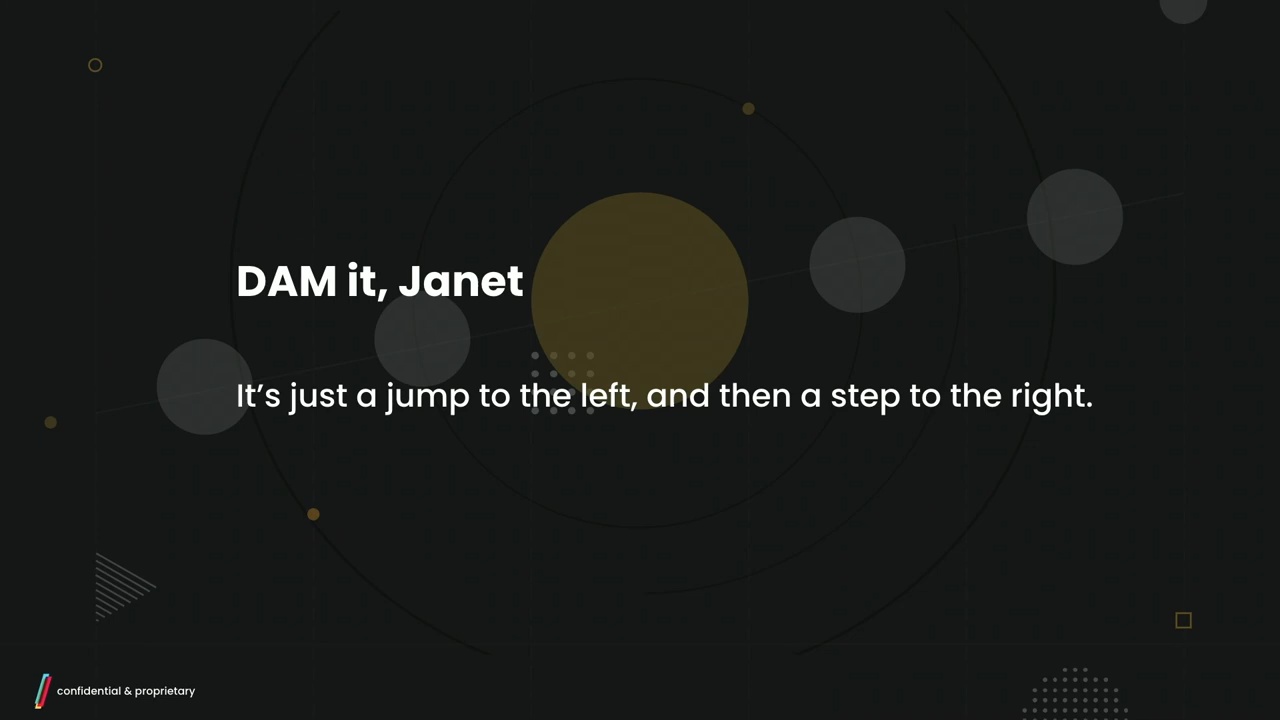 DAM it, Janet
It’s just a jump to the left, and then a step to the right.
confidential & proprietary